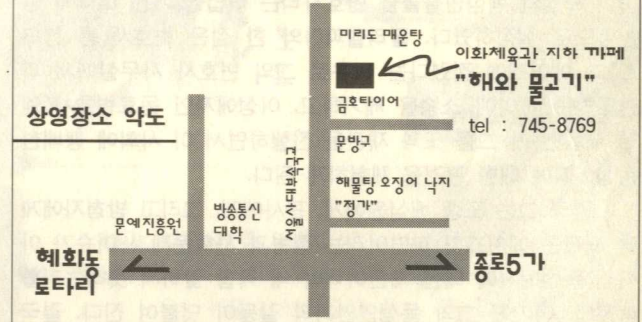 미리도 매운탕
이화체육관 지하 까페
"해와 물고기"
tel : 745-8769
금호타이어
상영장소 약도
문방구
해물탕 오징어 낙지
"정가"
서울사대부속국교
문예진흥원
방송통신
대학
혜화동
로타리
종로5가